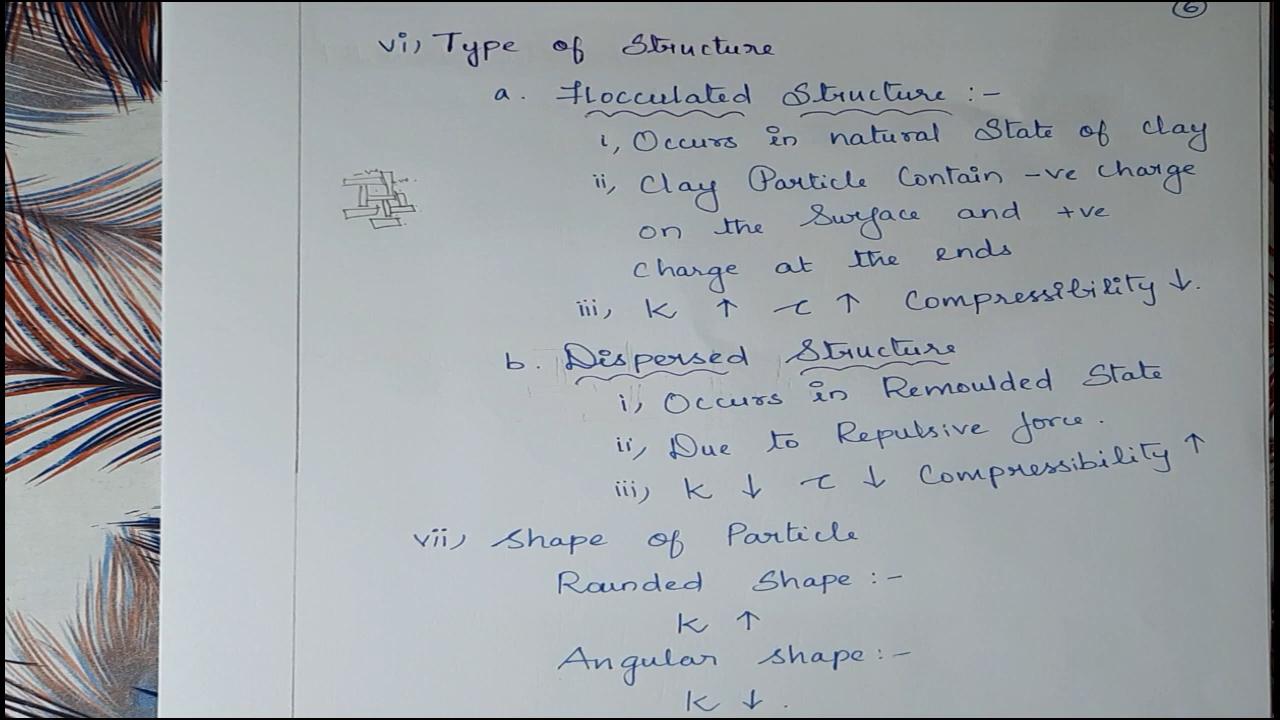 6
vi, Type of Structure
a. Flocculated Structure :-
i, Occurs in natural State of clay
ii, Clay Particle Contain -ve charge
on the Surface and +ve
charge at the ends
iii, K ↑ τ ↑ Compressibility ↓.
b. Dispersed Structure
i, Occurs in Remoulded State
ii, Due to Repulsive force.
iii, K ↓ τ ↓ Compressibility ↑
vii, Shape of Particle
Rounded Shape :-
K ↑
Angular Shape :-
K ↓.